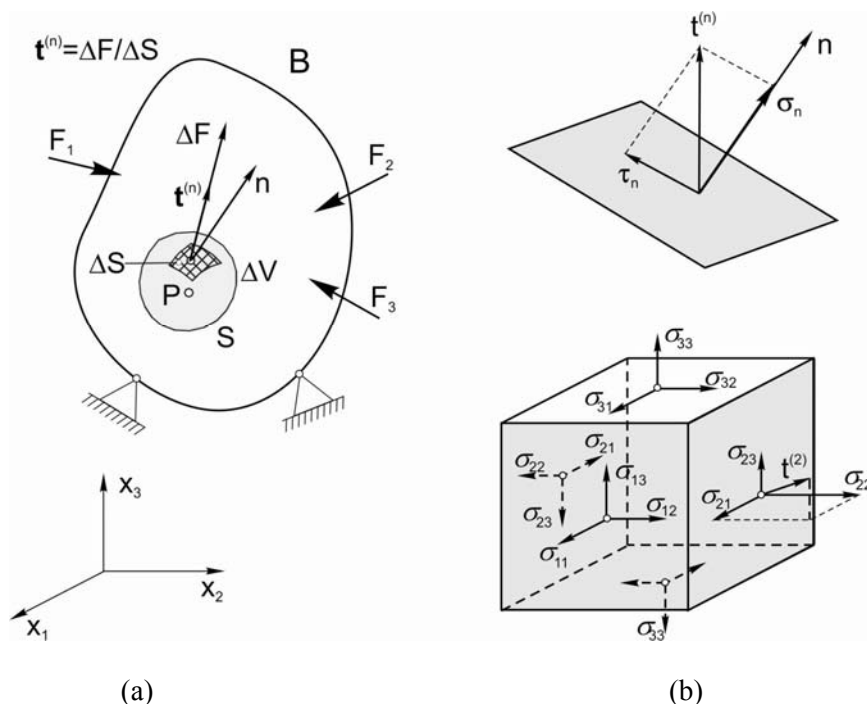 t⁽ⁿ⁾=ΔF/ΔS
B
F₁
ΔF
F₂
t⁽ⁿ⁾
n
ΔS
ΔV
P
F₃
S
x₃
x₂
x₁
(a)
t⁽ⁿ⁾
n
σₙ
τₙ
σ₃₃
σ₃₂
σ₃₁
σ₂₁
σ₂₂
σ₁₃
σ₂₃
t⁽²⁾
σ₂₂
σ₂₃
σ₁₂
σ₂₁
σ₁₁
σ₃₃
(b)